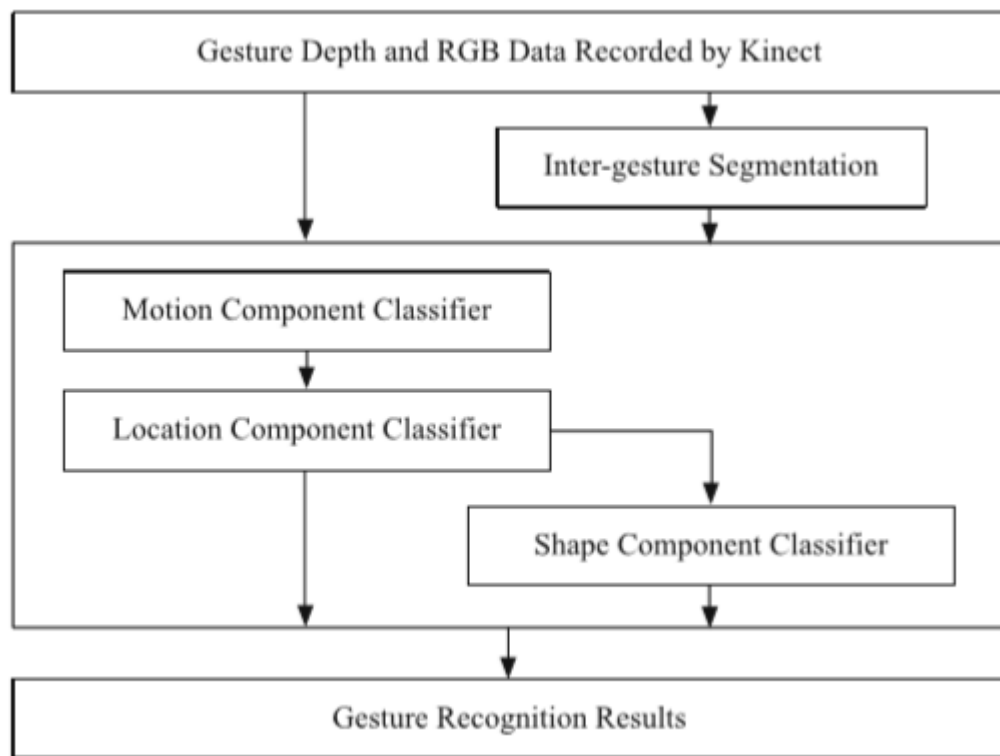 Gesture Depth and RGB Data Recorded by Kinect
Inter-gesture Segmentation
Motion Component Classifier
Location Component Classifier
Shape Component Classifier
Gesture Recognition Results